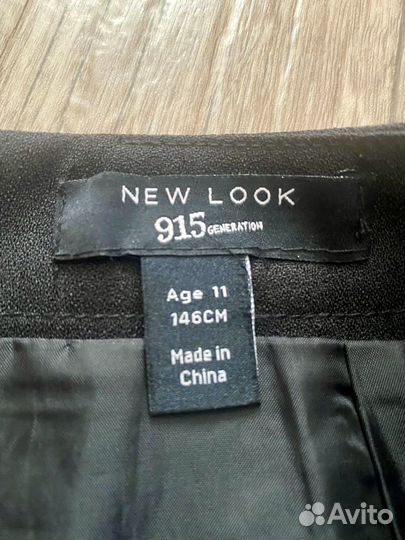 NEW LOOK
915 GENERATION
Age 11
146CM
Made in
China
Avito